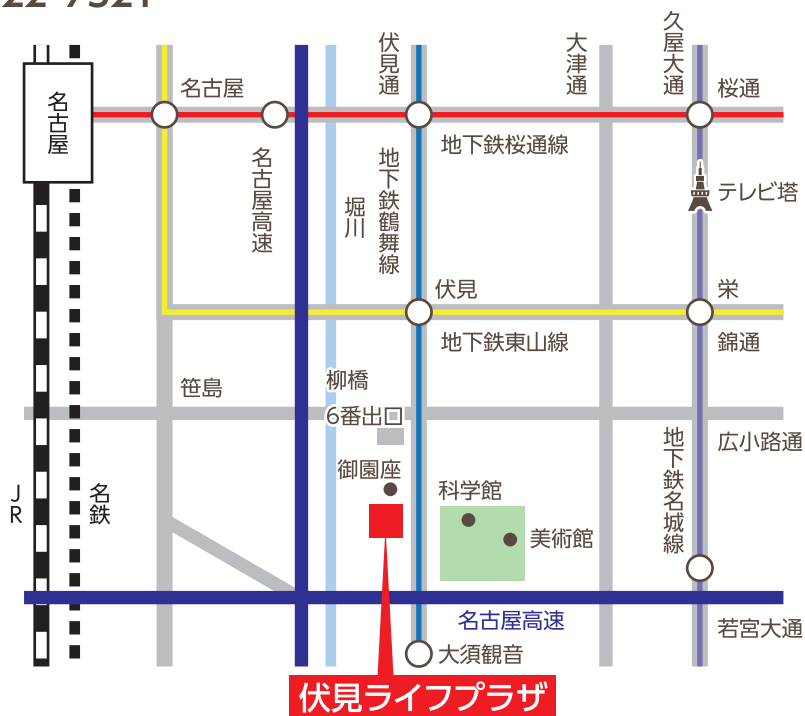 22-7521
久屋大通
伏見通
大津通
名古屋
名古屋
桜通
地下鉄桜通線
名古屋高速
地下鉄鶴舞線
堀川
テレビ塔
伏見
栄
地下鉄東山線
錦通
笹島
柳橋
6番出口
広小路通
地下鉄名城線
御園座
科学館
美術館
JR
名鉄
名古屋高速
若宮大通
大須観音
伏見ライフプラザ